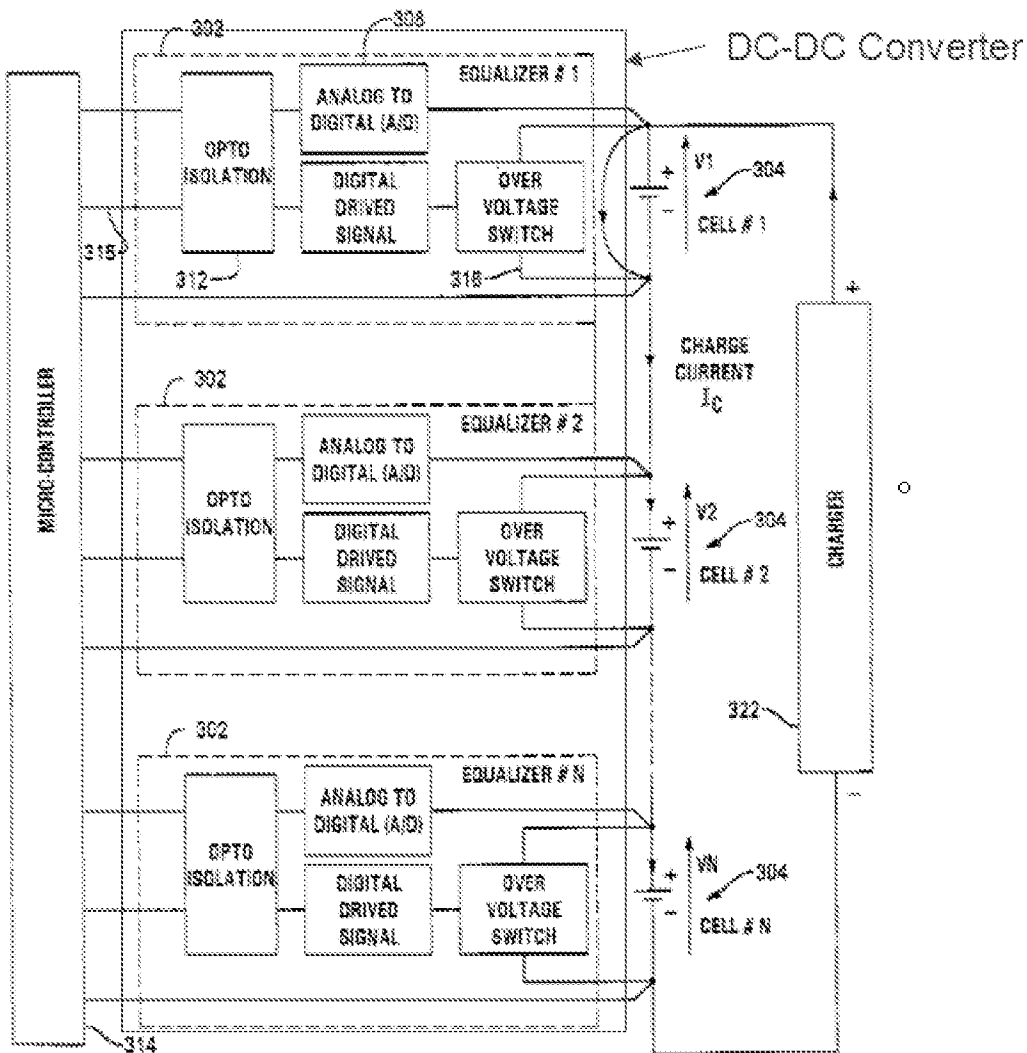 302
308
DC-DC Converter
EQUALIZER # 1
ANALOG TO
DIGITAL (A/D)
OPTO
ISOLATION
DIGITAL
DRIVED
SIGNAL
OVER
VOLTAGE
SWITCH
V1
304
+
-
CELL # 1
315
312
316
+
CHARGE
CURRENT
IC
MICRO-CONTROLLER
302
EQUALIZER # 2
ANALOG TO
DIGITAL (A/D)
OPTO
ISOLATION
DIGITAL
DRIVED
SIGNAL
OVER
VOLTAGE
SWITCH
V2
304
+
-
CELL # 2
CHARGER
322
-
302
EQUALIZER # N
ANALOG TO
DIGITAL (A/D)
OPTO
ISOLATION
DIGITAL
DRIVED
SIGNAL
OVER
VOLTAGE
SWITCH
VN
304
+
-
CELL # N
314